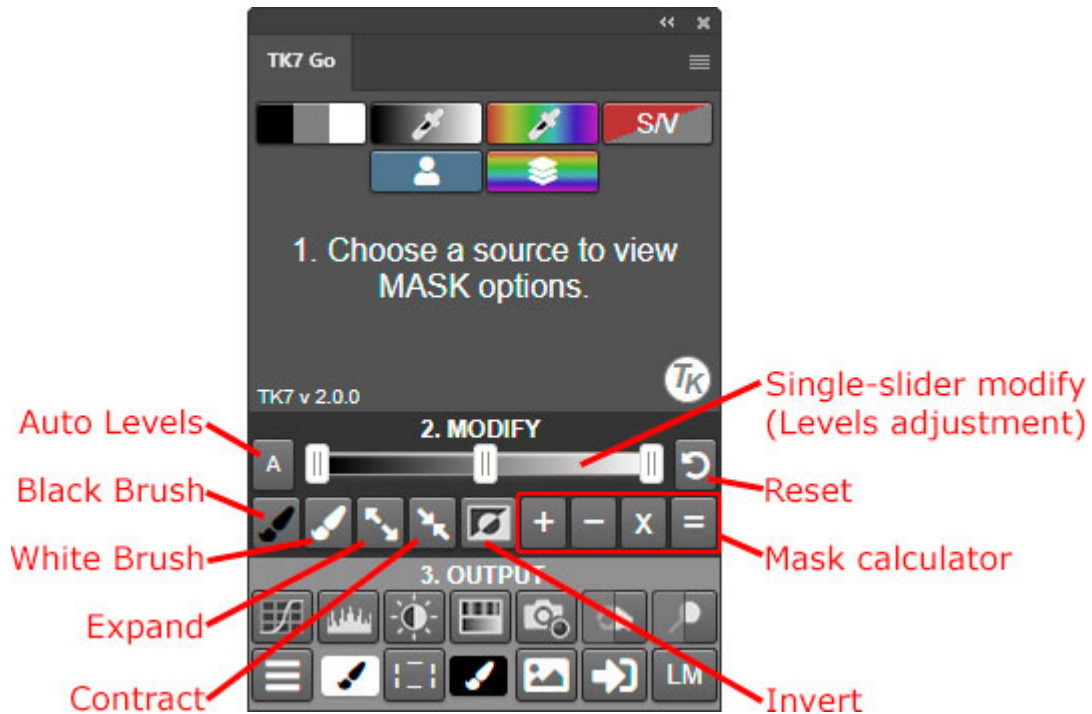 TK7 Go
S/V
1. Choose a source to view
MASK options.
TK
TK7 v 2.0.0
Single-slider modify
(Levels adjustment)
Auto Levels
2. MODIFY
A
Reset
Black Brush
+ − x =
White Brush
Mask calculator
3. OUTPUT
Expand
LM
Contract
Invert